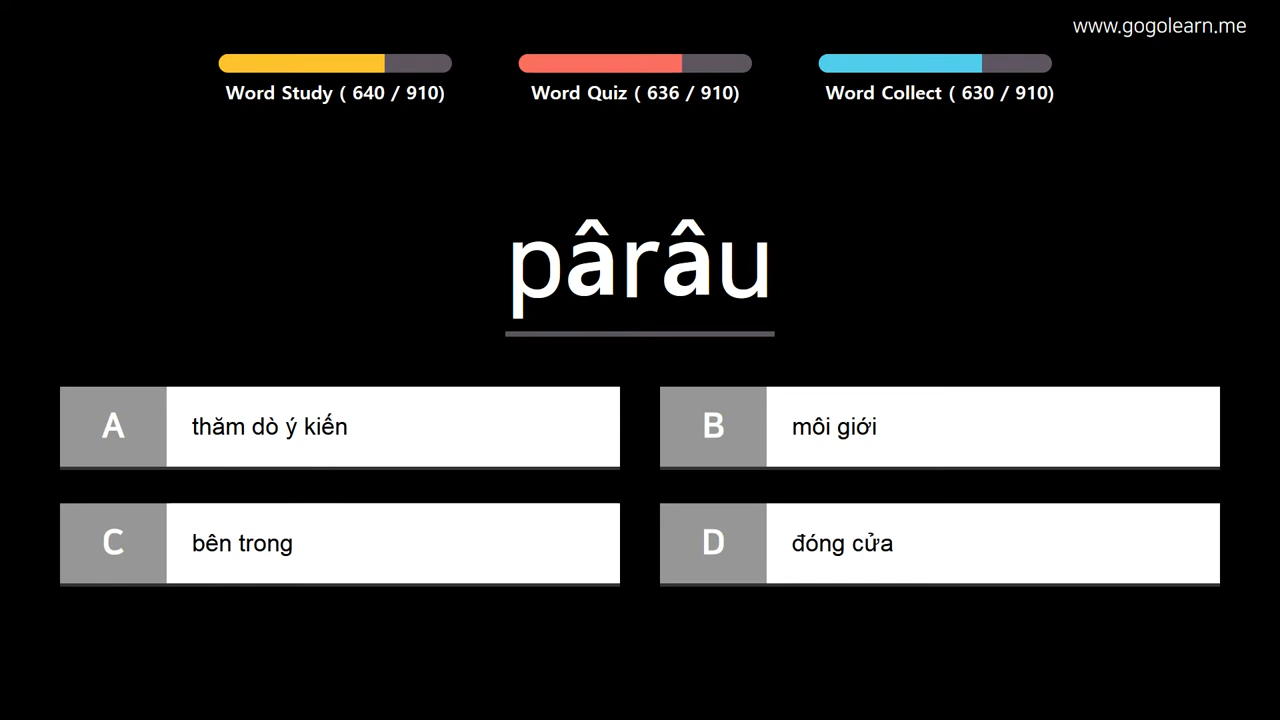 www.gogolearn.me
Word Study ( 640 / 910)
Word Quiz ( 636 / 910)
Word Collect ( 630 / 910)
pârâu
A
thăm dò ý kiến
B
môi giới
C
bên trong
D
đóng cửa